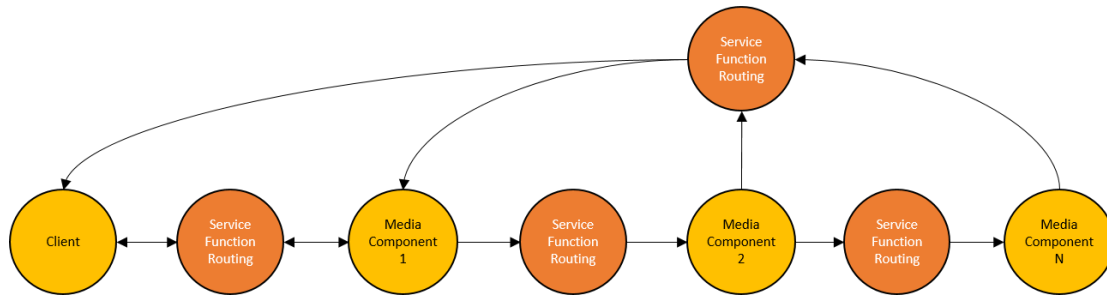 Service
Function
Routing
Client
Service
Function
Routing
Media
Component
1
Service
Function
Routing
Media
Component
2
Service
Function
Routing
Media
Component
N